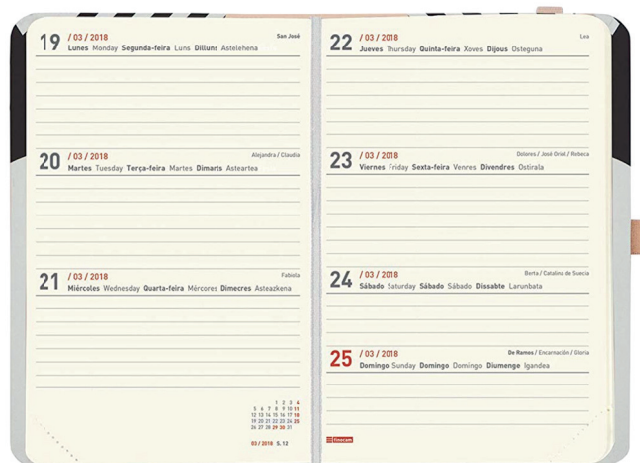 19 / 03 / 2018 San José
Lunes Monday Segunda-feira Luns Dilluns Astelehena
20 / 03 / 2018 Alejandra / Claudia
Martes Tuesday Terça-feira Martes Dimarts Asteartea
21 / 03 / 2018 Fabiola
Miércoles Wednesday Quarta-feira Mércores Dimecres Asteazkena
1 2 3 4
5 6 7 8 9 10 11
12 13 14 15 16 17 18
19 20 21 22 23 24 25
26 27 28 29 30 31
03 / 2018 S. 12
22 / 03 / 2018 Lea
Jueves Thursday Quinta-feira Xoves Dijous Osteguna
23 / 03 / 2018 Dolores / José Oriol / Rebeca
Viernes Friday Sexta-feira Venres Divendres Ostirala
24 / 03 / 2018 Berta / Catalina de Suecia
Sábado Saturday Sábado Sábado Dissabte Larunbata
25 / 03 / 2018 De Ramos / Encarnación / Gloria
Domingo Sunday Domingo Domingo Diumenge Igandea
finocam